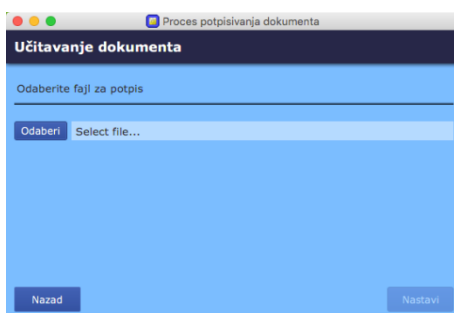 Proces potpisivanja dokumenta
Učitavanje dokumenta
Odaberite fajl za potpis
Odaberi Select file...
Nazad Nastavi